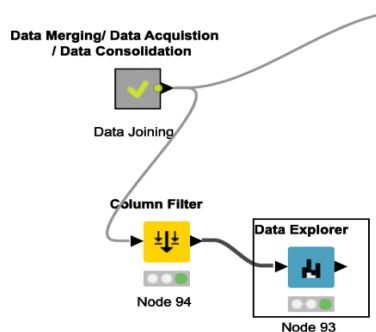 Data Merging/ Data Acquistion
/ Data Consolidation
Data Joining
Column Filter
Node 94
Data Explorer
Node 93